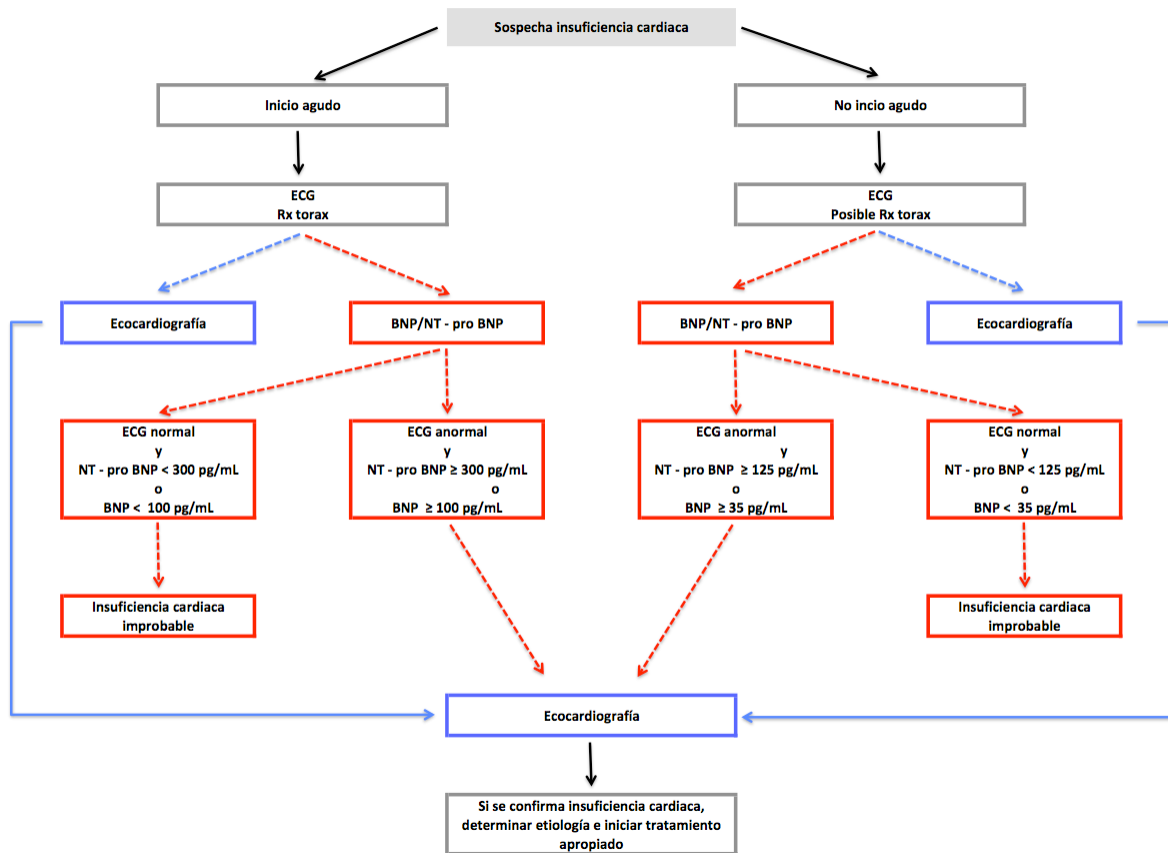 Sospecha insuficiencia cardiaca
Inicio agudo
No incio agudo
ECG
Rx torax
ECG
Posible Rx torax
Ecocardiografía
BNP/NT - pro BNP
BNP/NT - pro BNP
Ecocardiografía
ECG normal
y
NT - pro BNP < 300 pg/mL
o
BNP < 100 pg/mL
ECG anormal
y
NT - pro BNP ≥ 300 pg/mL
o
BNP ≥ 100 pg/mL
ECG anormal
y
NT - pro BNP ≥ 125 pg/mL
o
BNP ≥ 35 pg/mL
ECG normal
y
NT - pro BNP < 125 pg/mL
o
BNP < 35 pg/mL
Insuficiencia cardiaca
improbable
Insuficiencia cardiaca
improbable
Ecocardiografía
Si se confirma insuficiencia cardiaca,
determinar etiología e iniciar tratamiento
apropiado